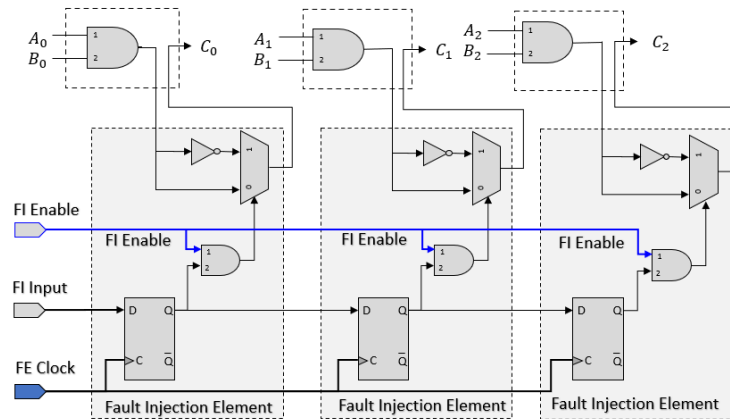 A₀ 1 C₀ A₁ 1 C₁ A₂ 1 C₂
B₀ 2 B₁ 2 B₂ 2
1 1 1
0 0 0
FI Enable
FI Enable 1 FI Enable 1 FI Enable 1
2 2 2
FI Input D Q D Q D Q
FE Clock C Q̅ C Q̅ C Q̅
Fault Injection Element Fault Injection Element Fault Injection Element